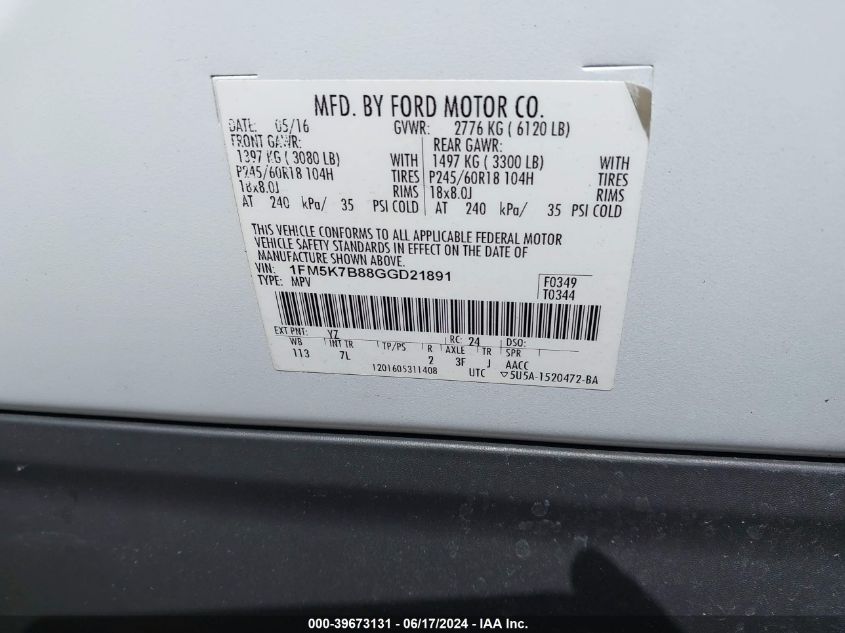 MFD. BY FORD MOTOR CO.
DATE: 05/16 GVWR: 2776 KG ( 6120 LB)
FRONT GAWR: REAR GAWR:
1397 KG ( 3080 LB) WITH 1497 KG ( 3300 LB) WITH
P245/60R18 104H TIRES P245/60R18 104H TIRES
18x8.0J RIMS 18x8.0J RIMS
AT 240 kPa/ 35 PSI COLD AT 240 kPa/ 35 PSI COLD
THIS VEHICLE CONFORMS TO ALL APPLICABLE FEDERAL MOTOR
VEHICLE SAFETY STANDARDS IN EFFECT ON THE DATE OF
MANUFACTURE SHOWN ABOVE.
VIN: 1FM5K7B88GGD21891
TYPE: MPV
F0349
T0344
EXT PNT: YZ RC: 24 DSO:
WB INT TR TP/PS R AXLE TR SPR
113 7L 2 3F J AACC
1201605311408 UTC ▽5U5A-1520472-BA
000-39673131 - 06/17/2024 - IAA, Inc.